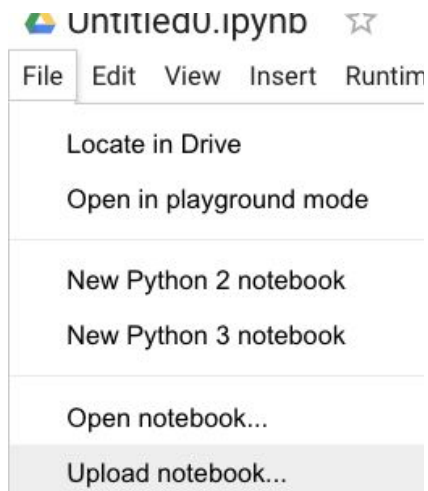 Untitled0.ipynb
File Edit View Insert Runtim
Locate in Drive
Open in playground mode
New Python 2 notebook
New Python 3 notebook
Open notebook...
Upload notebook...